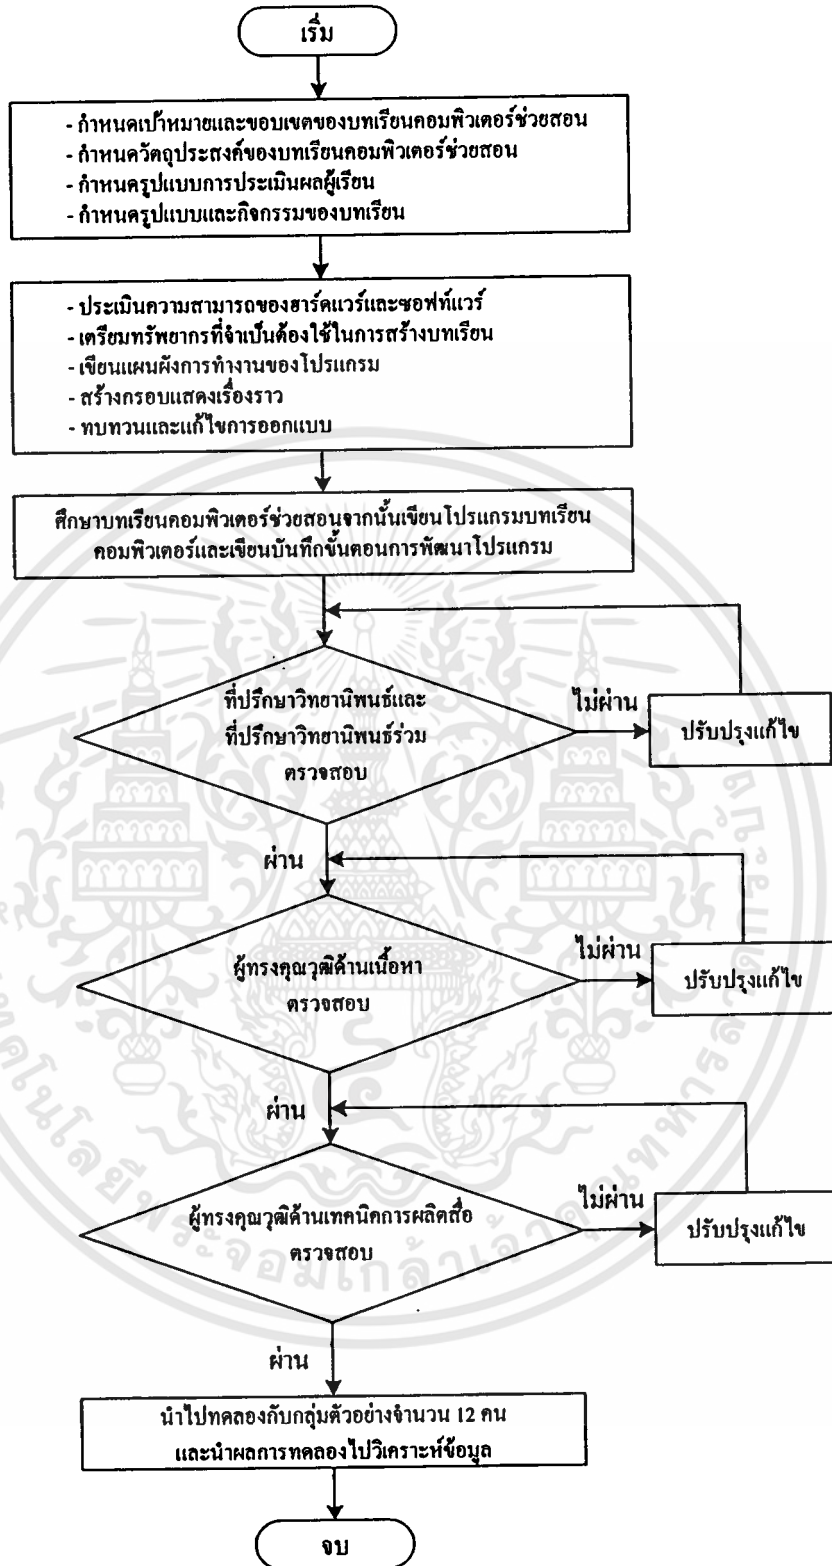 เริ่ม
- กำหนดเป้าหมายและขอบเขตของบทเรียนคอมพิวเตอร์ช่วยสอน
- กำหนดวัตถุประสงค์ของบทเรียนคอมพิวเตอร์ช่วยสอน
- กำหนดรูปแบบการประเมินผลผู้เรียน
- กำหนดรูปแบบและกิจกรรมของบทเรียน
- ประเมินความสามารถของฮาร์ดแวร์และซอฟท์แวร์
- เตรียมทรัพยากรที่จำเป็นต้องใช้ในการสร้างบทเรียน
- เขียนแผนผังการทำงานของโปรแกรม
- สร้างกรอบแสดงเรื่องราว
- ทบทวนและแก้ไขการออกแบบ
ศึกษาบทเรียนคอมพิวเตอร์ช่วยสอนจากนั้นเขียนโปรแกรมบทเรียน
คอมพิวเตอร์และเขียนบันทึกขั้นตอนการพัฒนาโปรแกรม
ที่ปรึกษาวิทยานิพนธ์และ
ที่ปรึกษาวิทยานิพนธ์ร่วม
ตรวจสอบ
ไม่ผ่าน
ปรับปรุงแก้ไข
ผ่าน
ผู้ทรงคุณวุฒิด้านเนื้อหา
ตรวจสอบ
ไม่ผ่าน
ปรับปรุงแก้ไข
ผ่าน
ผู้ทรงคุณวุฒิด้านเทคนิคการผลิตสื่อ
ตรวจสอบ
ไม่ผ่าน
ปรับปรุงแก้ไข
ผ่าน
นำไปทดลองกับกลุ่มตัวอย่างจำนวน 12 คน
และนำผลการทดลองไปวิเคราะห์ข้อมูล
จบ